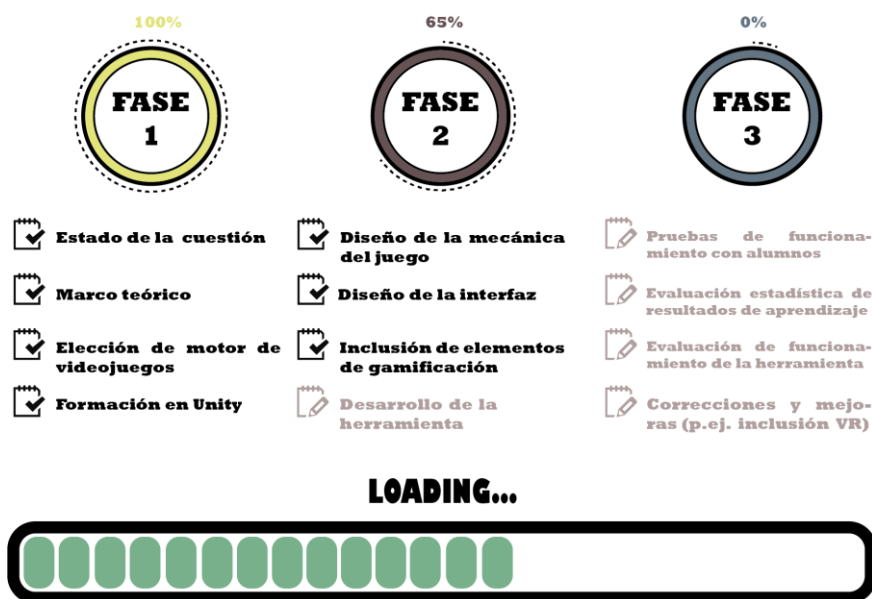 100%
FASE
1
Estado de la cuestión
Marco teórico
Elección de motor de
videojuegos
Formación en Unity
65%
FASE
2
Diseño de la mecánica
del juego
Diseño de la interfaz
Inclusión de elementos
de gamificación
Desarrollo de la
herramienta
0%
FASE
3
Pruebas de funciona-
miento con alumnos
Evaluación estadística de
resultados de aprendizaje
Evaluación de funciona-
miento de la herramienta
Correcciones y mejo-
ras (p.ej. inclusión VR)
LOADING...